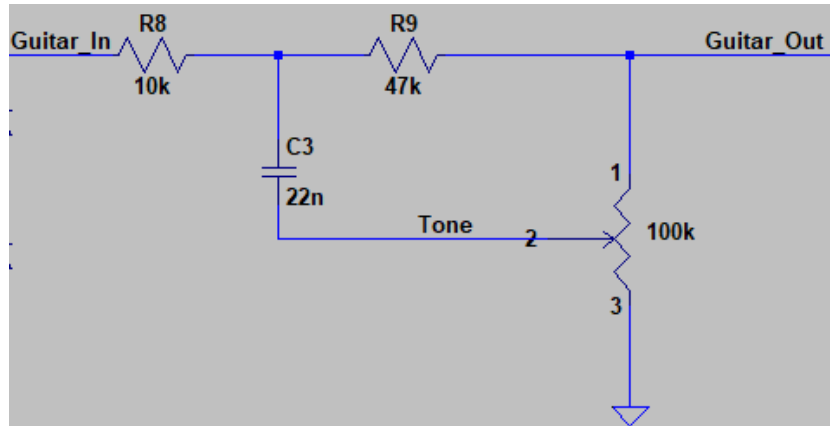 R8
R9
Guitar_In
Guitar_Out
10k
47k
C3
22n
1
Tone
2
100k
3